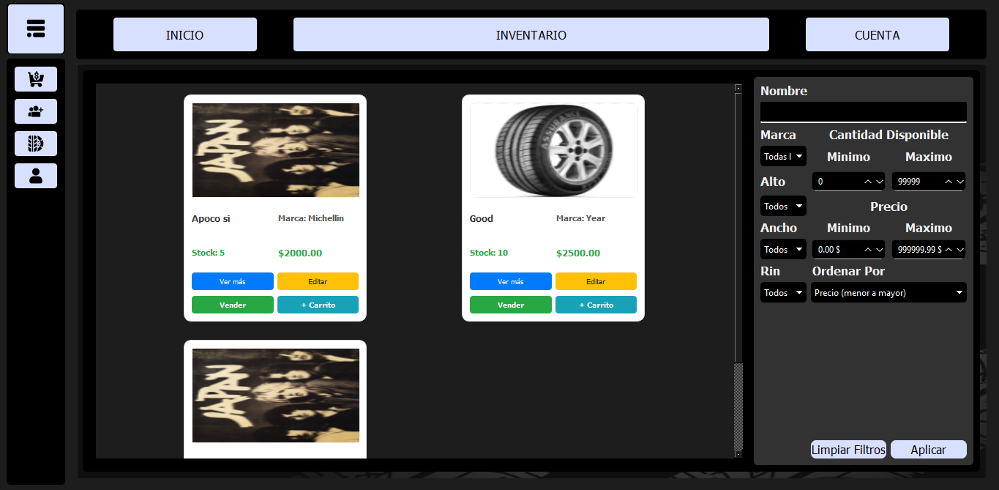 INICIO
INVENTARIO
CUENTA
JAPAN
Apoco si
Marca: Michellin
Stock: 5
$2000.00
Ver más
Editar
Vender
+ Carrito
ASSURANCE
Good
Marca: Year
Stock: 10
$2500.00
Ver más
Editar
Vender
+ Carrito
JAPAN
Nombre
Marca
Cantidad Disponible
Todas l
Minimo
Maximo
Alto
0
99999
Todos
Precio
Ancho
Minimo
Maximo
Todos
0.00 $
999999.99 $
Rin
Ordenar Por
Todos
Precio (menor a mayor)
Limpiar Filtros
Aplicar